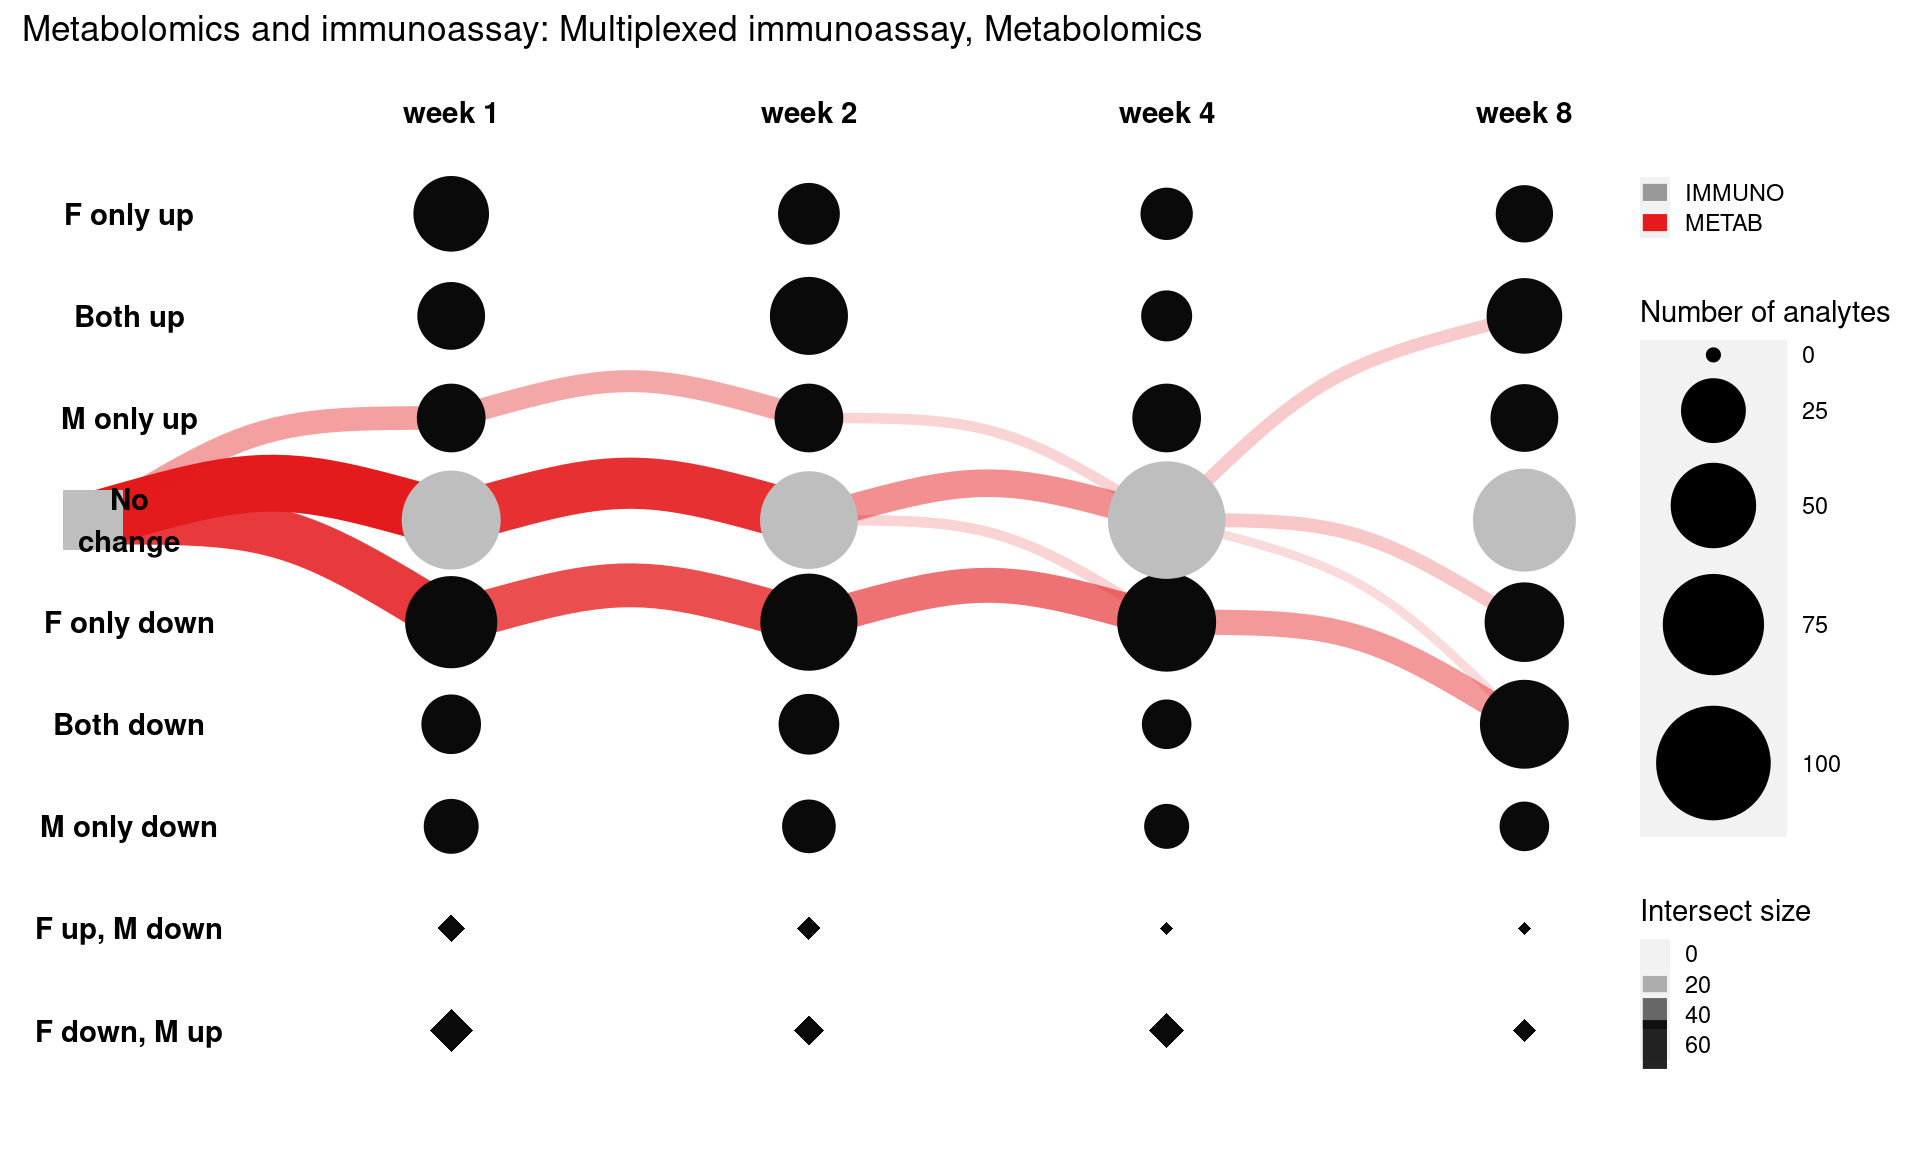 Metabolomics and immunoassay: Multiplexed immunoassay, Metabolomics
week 1
week 2
week 4
week 8
F only up
Both up
M only up
No
change
F only down
Both down
M only down
F up, M down
F down, M up
IMMUNO
METAB
Number of analytes
0
25
50
75
100
Intersect size
0
20
40
60